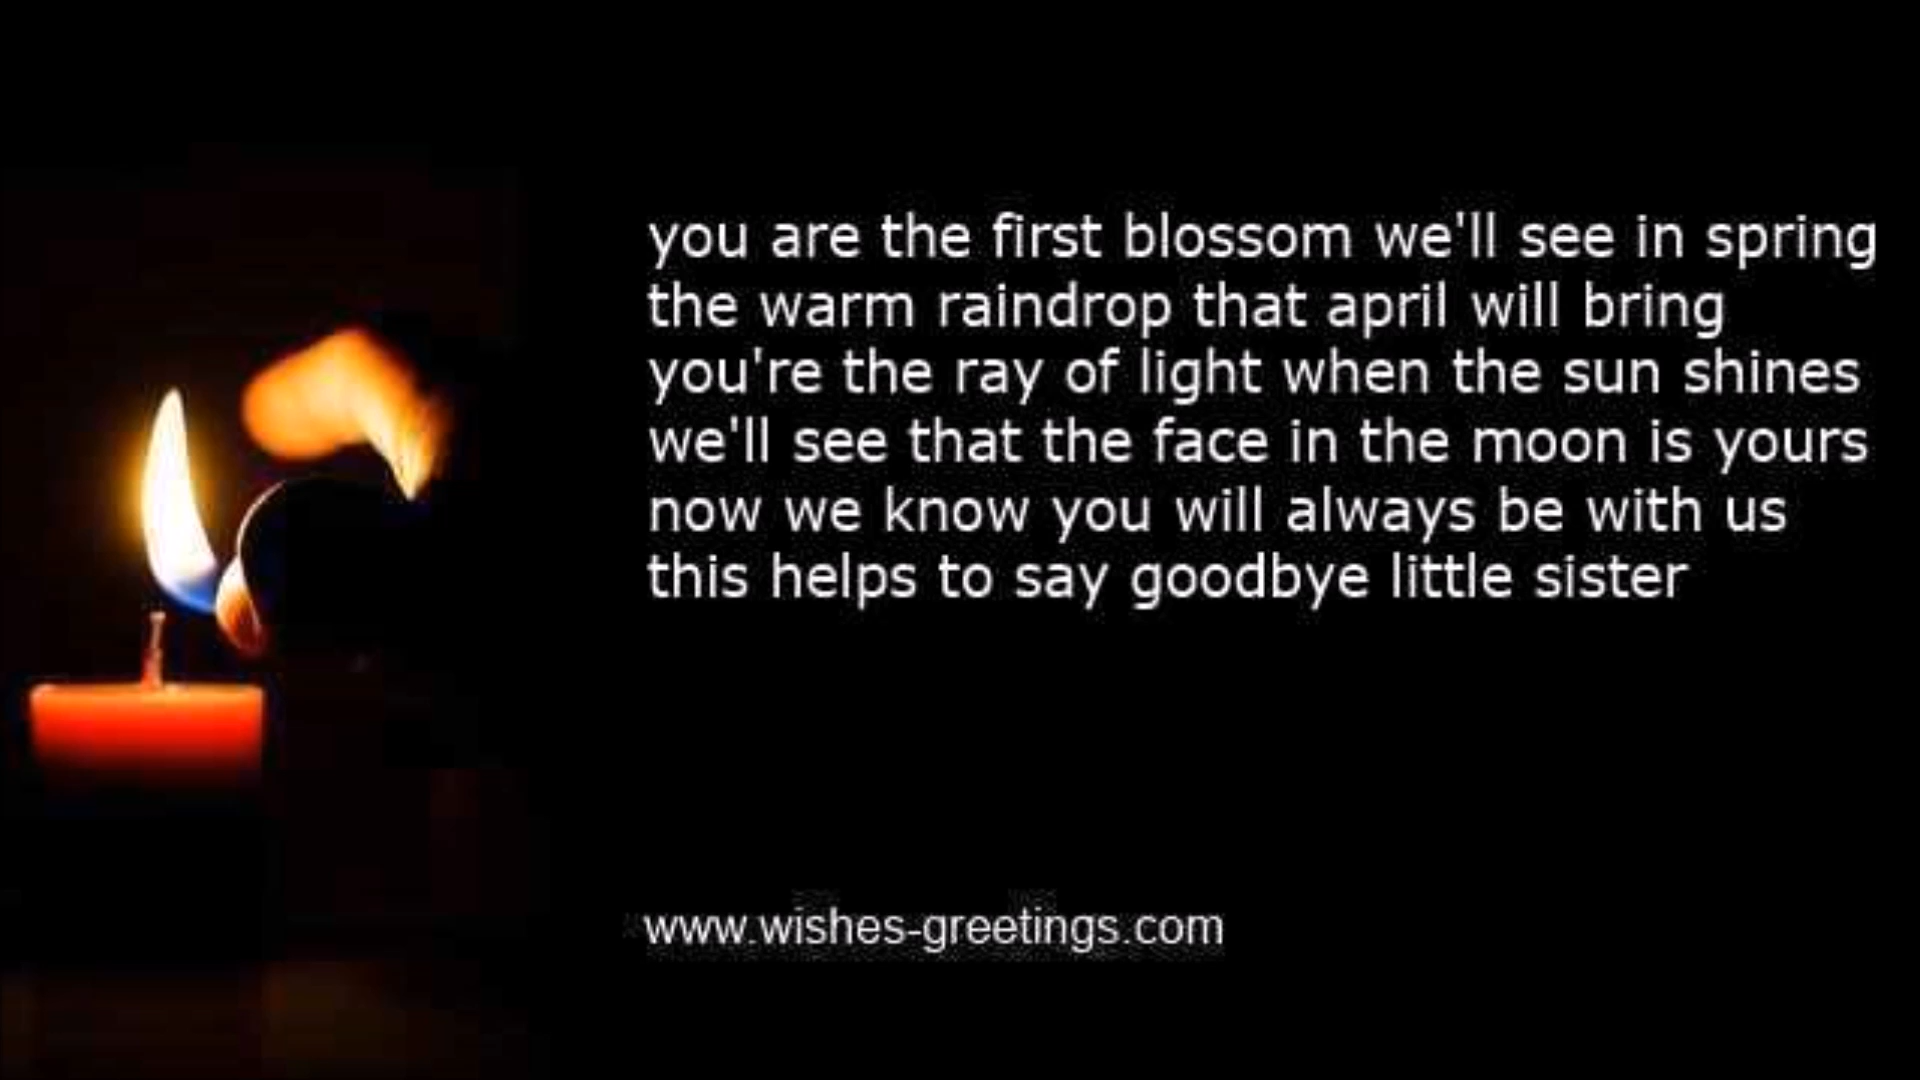 you are the first blossom we'll see in spring
the warm raindrop that april will bring
you're the ray of light when the sun shines
we'll see that the face in the moon is yours
now we know you will always be with us
this helps to say goodbye little sister
www.wishes-greetings.com